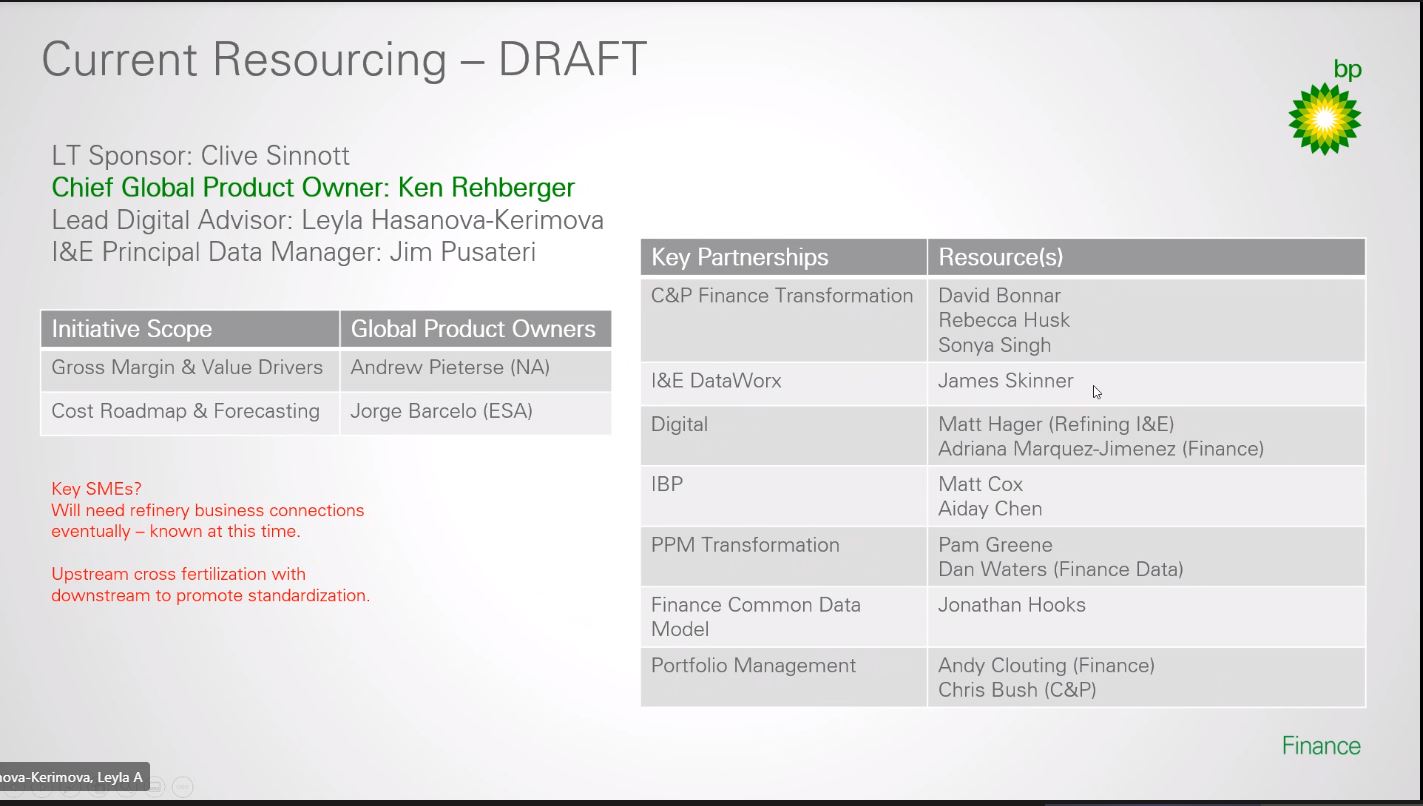 Current Resourcing – DRAFT
bp
LT Sponsor: Clive Sinnott
Chief Global Product Owner: Ken Rehberger
Lead Digital Advisor: Leyla Hasanova-Kerimova
I&E Principal Data Manager: Jim Pusateri
Initiative Scope Global Product Owners
Gross Margin & Value Drivers Andrew Pieterse (NA)
Cost Roadmap & Forecasting Jorge Barcelo (ESA)
Key SMEs?
Will need refinery business connections
eventually – known at this time.
Upstream cross fertilization with
downstream to promote standardization.
Key Partnerships Resource(s)
C&P Finance Transformation David Bonnar
Rebecca Husk
Sonya Singh
I&E DataWorx James Skinner
Digital Matt Hager (Refining I&E)
Adriana Marquez-Jimenez (Finance)
IBP Matt Cox
Aiday Chen
PPM Transformation Pam Greene
Dan Waters (Finance Data)
Finance Common Data Jonathan Hooks
Model
Portfolio Management Andy Clouting (Finance)
Chris Bush (C&P)
Finance
nova-Kerimova, Leyla A